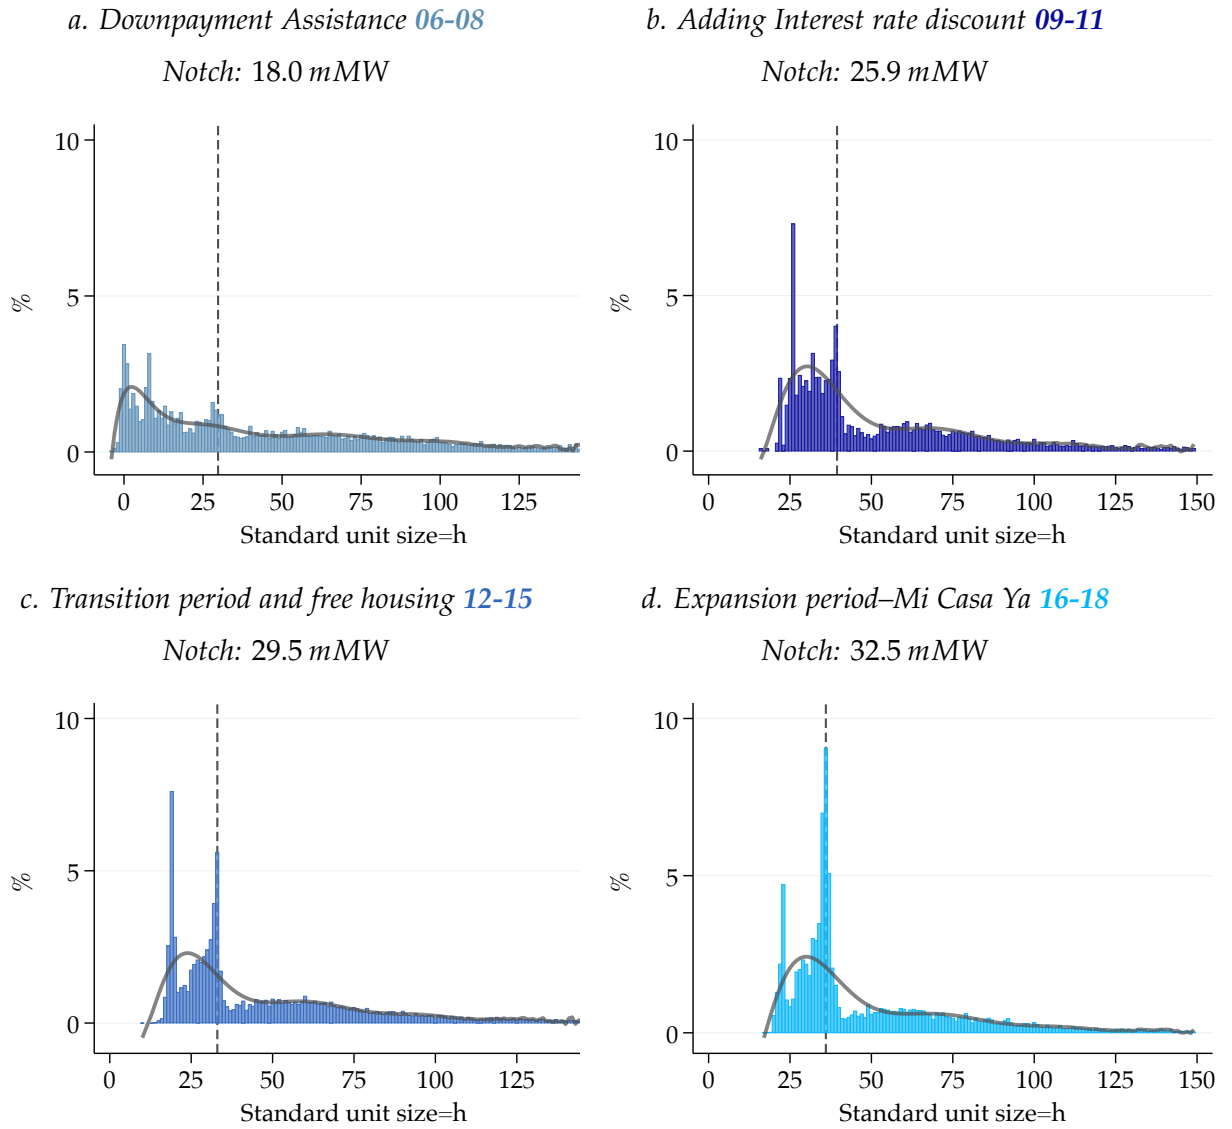 a. Downpayment Assistance 06-08
Notch: 18.0 mMW
10
5
0
%
0 25 50 75 100 125
Standard unit size=h
b. Adding Interest rate discount 09-11
Notch: 25.9 mMW
10
5
0
%
0 25 50 75 100 125 150
Standard unit size=h
c. Transition period and free housing 12-15
Notch: 29.5 mMW
10
5
0
%
0 25 50 75 100 125
Standard unit size=h
d. Expansion period–Mi Casa Ya 16-18
Notch: 32.5 mMW
10
5
0
%
0 25 50 75 100 125 150
Standard unit size=h